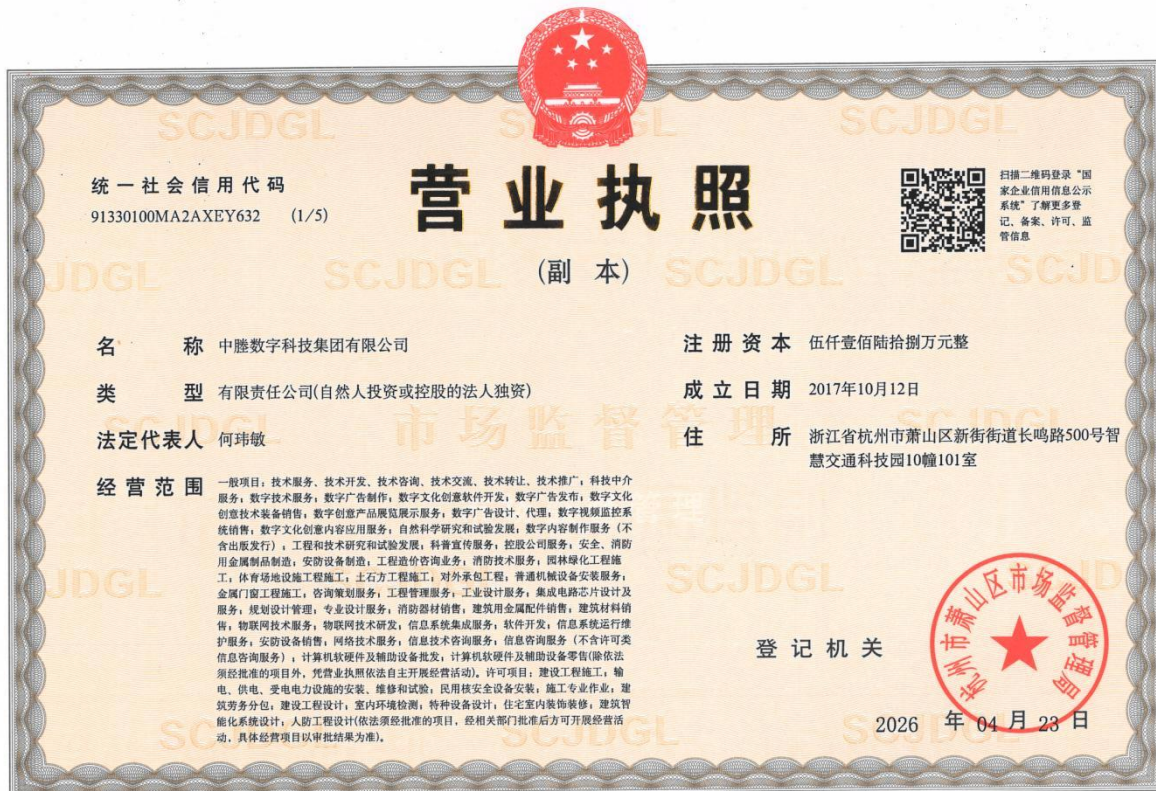 统一社会信用代码
91330100MA2AXEY632 (1/5)
营业执照
(副 本)
扫描二维码登录“国
家企业信用信息公示
系统”了解更多登
记、备案、许可、监
管信息
名 称 中塍数字科技集团有限公司
类 型 有限责任公司(自然人投资或控股的法人独资)
法定代表人 何玮敏
经营范围 一般项目：技术服务、技术开发、技术咨询、技术交流、技术转让、技术推广；科技中介
服务；数字技术服务；数字广告制作；数字文化创意软件开发；数字广告发布；数字文化
创意技术装备销售；数字创意产品展览展示服务；数字广告设计、代理；数字视频监控系
统销售；数字文化创意内容应用服务；自然科学研究和试验发展；数字内容制作服务（不
含出版发行）；工程和技术研究和试验发展；科普宣传服务；控股公司服务；安全、消防
用金属制品制造；安防设备制造；工程造价咨询业务；消防技术服务；园林绿化工程施
工；体育场地设施工程施工；土石方工程施工；对外承包工程；普通机械设备安装服务；
金属门窗工程施工；咨询策划服务；工程管理服务；工业设计服务；集成电路芯片设计及
服务；规划设计管理；专业设计服务；消防器材销售；建筑用金属配件销售；建筑材料销
售；物联网技术服务；物联网技术研发；信息系统集成服务；软件开发；信息系统运行维
护服务；安防设备销售；网络技术服务；信息技术咨询服务；信息咨询服务（不含许可类
信息咨询服务）；计算机软硬件及辅助设备批发；计算机软硬件及辅助设备零售(除依法
须经批准的项目外，凭营业执照依法自主开展经营活动)。许可项目：建设工程施工；输
电、供电、受电电力设施的安装、维修和试验；民用核安全设备安装；施工专业作业；建
筑劳务分包；建设工程设计；室内环境检测；特种设备设计；住宅室内装饰装修；建筑智
能化系统设计；人防工程设计(依法须经批准的项目，经相关部门批准后方可开展经营活
动，具体经营项目以审批结果为准)。
注册资本 伍仟壹佰陆拾捌万元整
成立日期 2017年10月12日
住 所 浙江省杭州市萧山区新街街道长鸣路500号智
慧交通科技园10幢101室
登记机关
杭州市萧山区市场监督管理局
2026 年 04 月 23 日
SCJDGL
市场监督管理